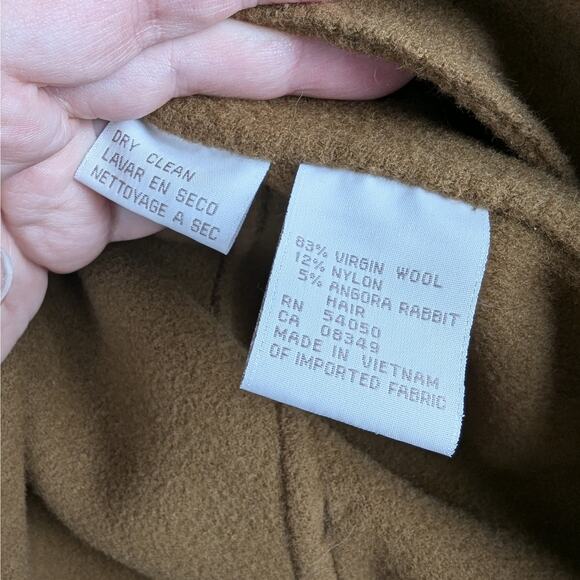 DRY CLEAN
LAVAR EN SECO
NETTOYAGE A SEC
83% VIRGIN WOOL
12% NYLON
5% ANGORA RABBIT
HAIR
RN 54050
CA 08349
MADE IN VIETNAM
OF IMPORTED FABRIC